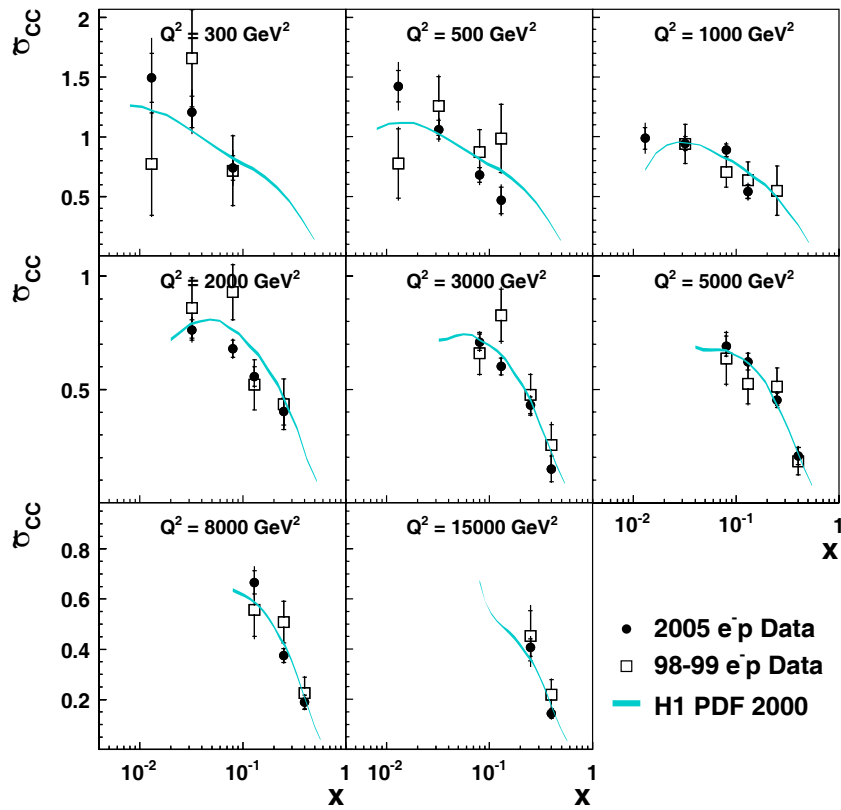 Q² = 300 GeV² Q² = 500 GeV² Q² = 1000 GeV²
σ̃CC
2
1.5
1
0.5
Q² = 2000 GeV² Q² = 3000 GeV² Q² = 5000 GeV²
σ̃CC
1
0.5
10⁻² 10⁻¹ 1
x
Q² = 8000 GeV² Q² = 15000 GeV²
σ̃CC
0.8
0.6
0.4
0.2
2005 e⁻p Data
98-99 e⁻p Data
H1 PDF 2000
10⁻² 10⁻¹ 1 10⁻² 10⁻¹ 1
x x